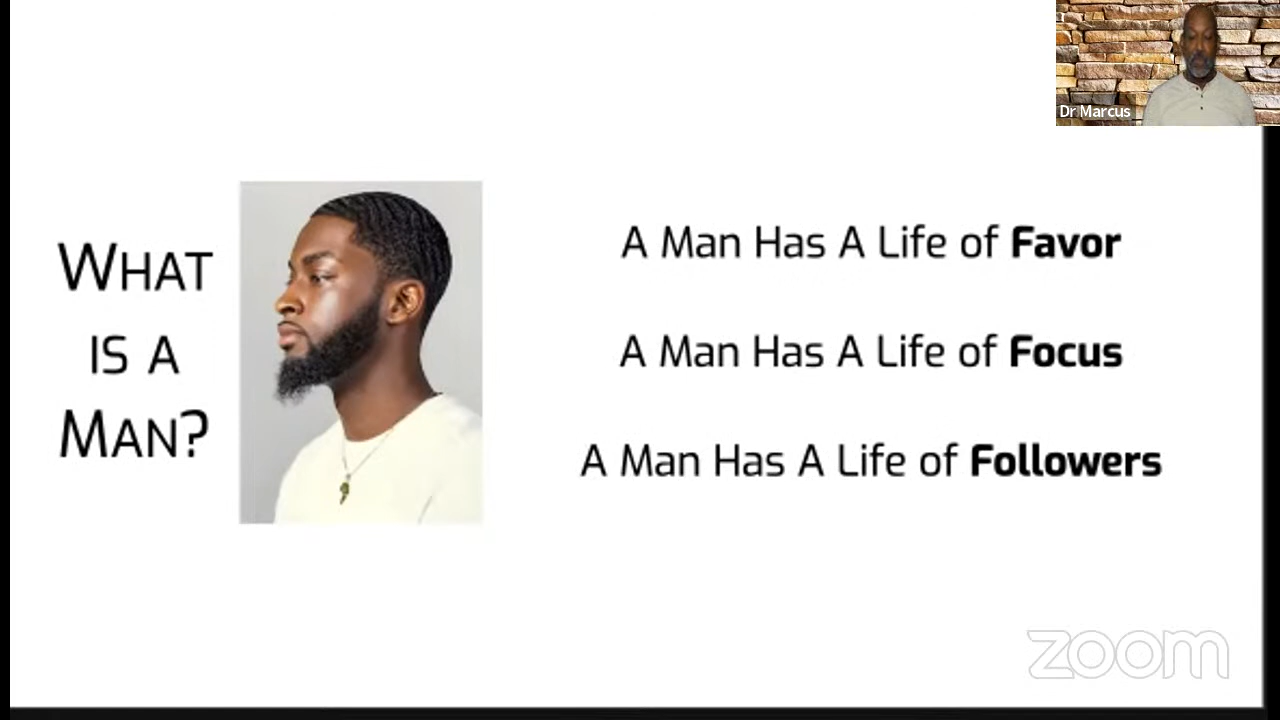 Dr Marcus
WHAT
IS A
MAN?
A Man Has A Life of Favor
A Man Has A Life of Focus
A Man Has A Life of Followers
zoom